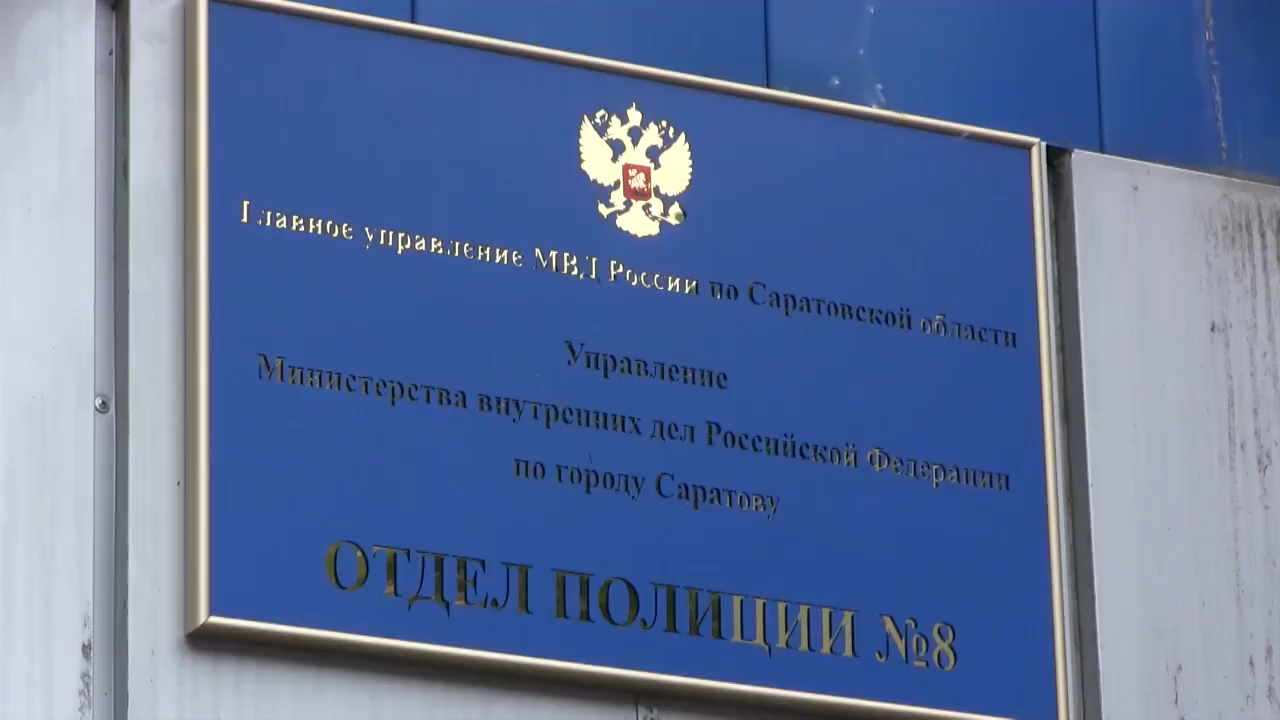 Главное управление МВД России по Саратовской области
Управление
Министерства внутренних дел Российской Федерации
по городу Саратову
ОТДЕЛ ПОЛИЦИИ №8